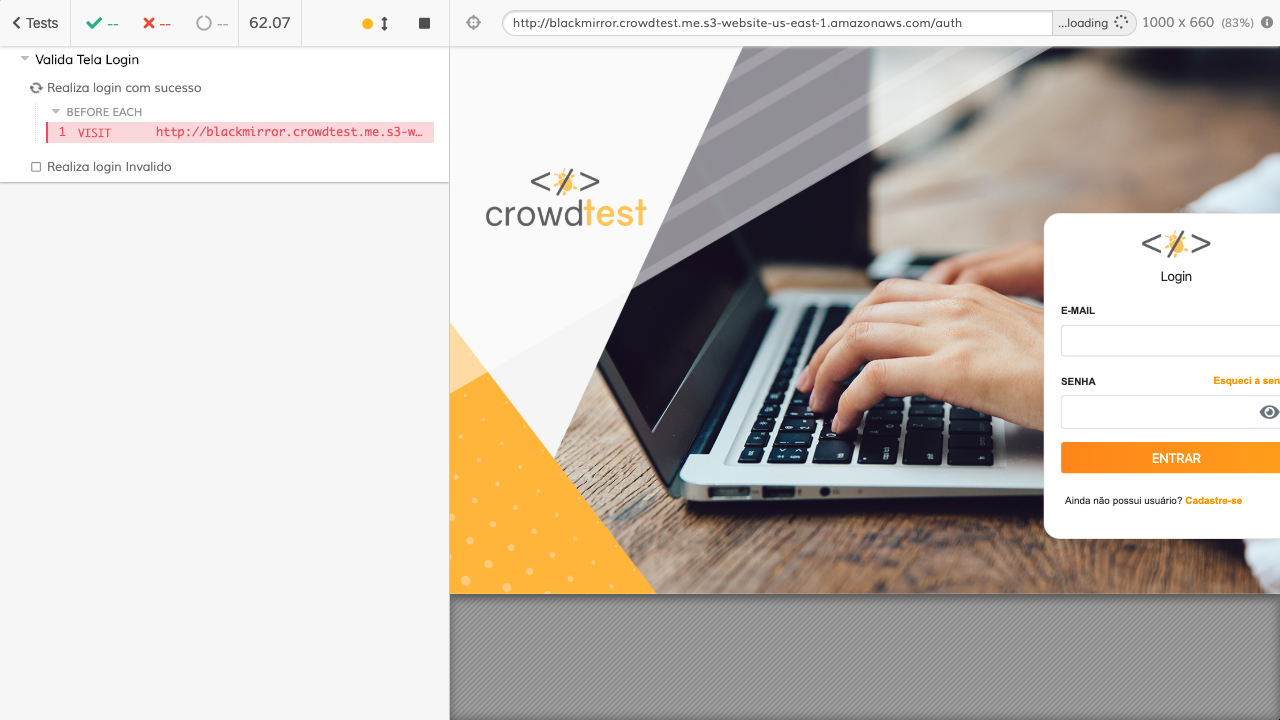 Tests
--
--
--
62.07
http://blackmirror.crowdtest.me.s3-website-us-east-1.amazonaws.com/auth
...loading
1000 x 660 (83%)
Valida Tela Login
Realiza login com sucesso
BEFORE EACH
1 VISIT http://blackmirror.crowdtest.me.s3-w…
Realiza login Invalido
</>
crowdtest
</>
Login
E-MAIL
SENHA
Esqueci a sen
ENTRAR
Ainda não possui usuário? Cadastre-se